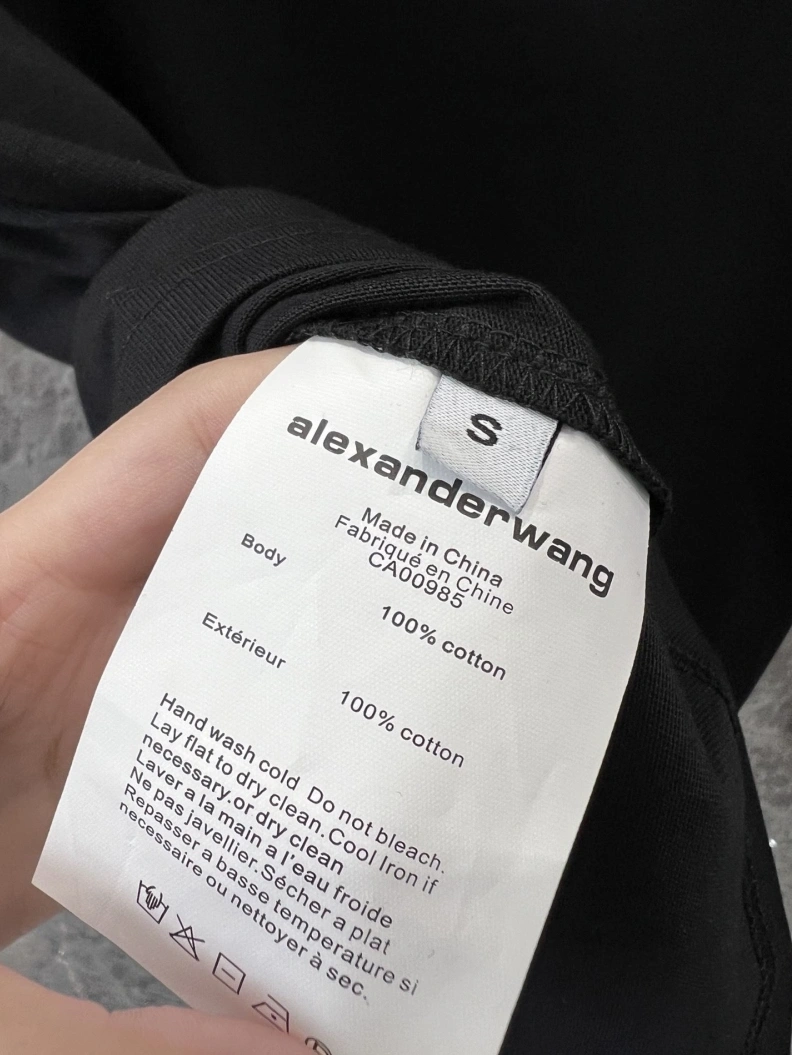 S
alexanderwang
Made in China
Fabriqué en Chine
CA00985
Body 100% cotton
Extérieur 100% cotton
Hand wash cold Do not bleach.
Lay flat to dry clean.Cool Iron if
necessary.or dry clean
Laver a la main a l'eau froide
Ne pas javellier.Sécher a plat
Repasser a basse temperature si
necessaire ou nettoyer à sec.